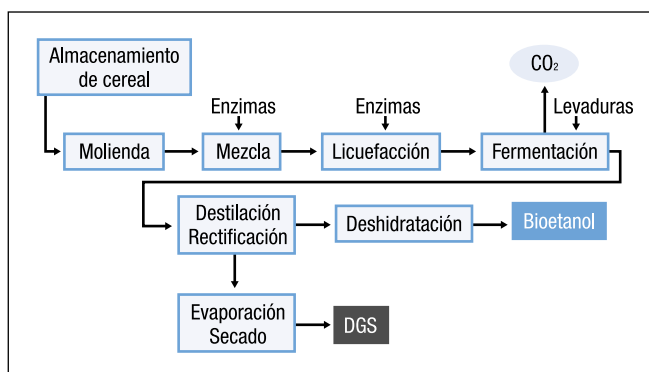 Almacenamiento
de cereal
CO₂
Enzimas
Enzimas
Levaduras
Molienda
Mezcla
Licuefacción
Fermentación
Destilación
Rectificación
Deshidratación
Bioetanol
Evaporación
Secado
DGS